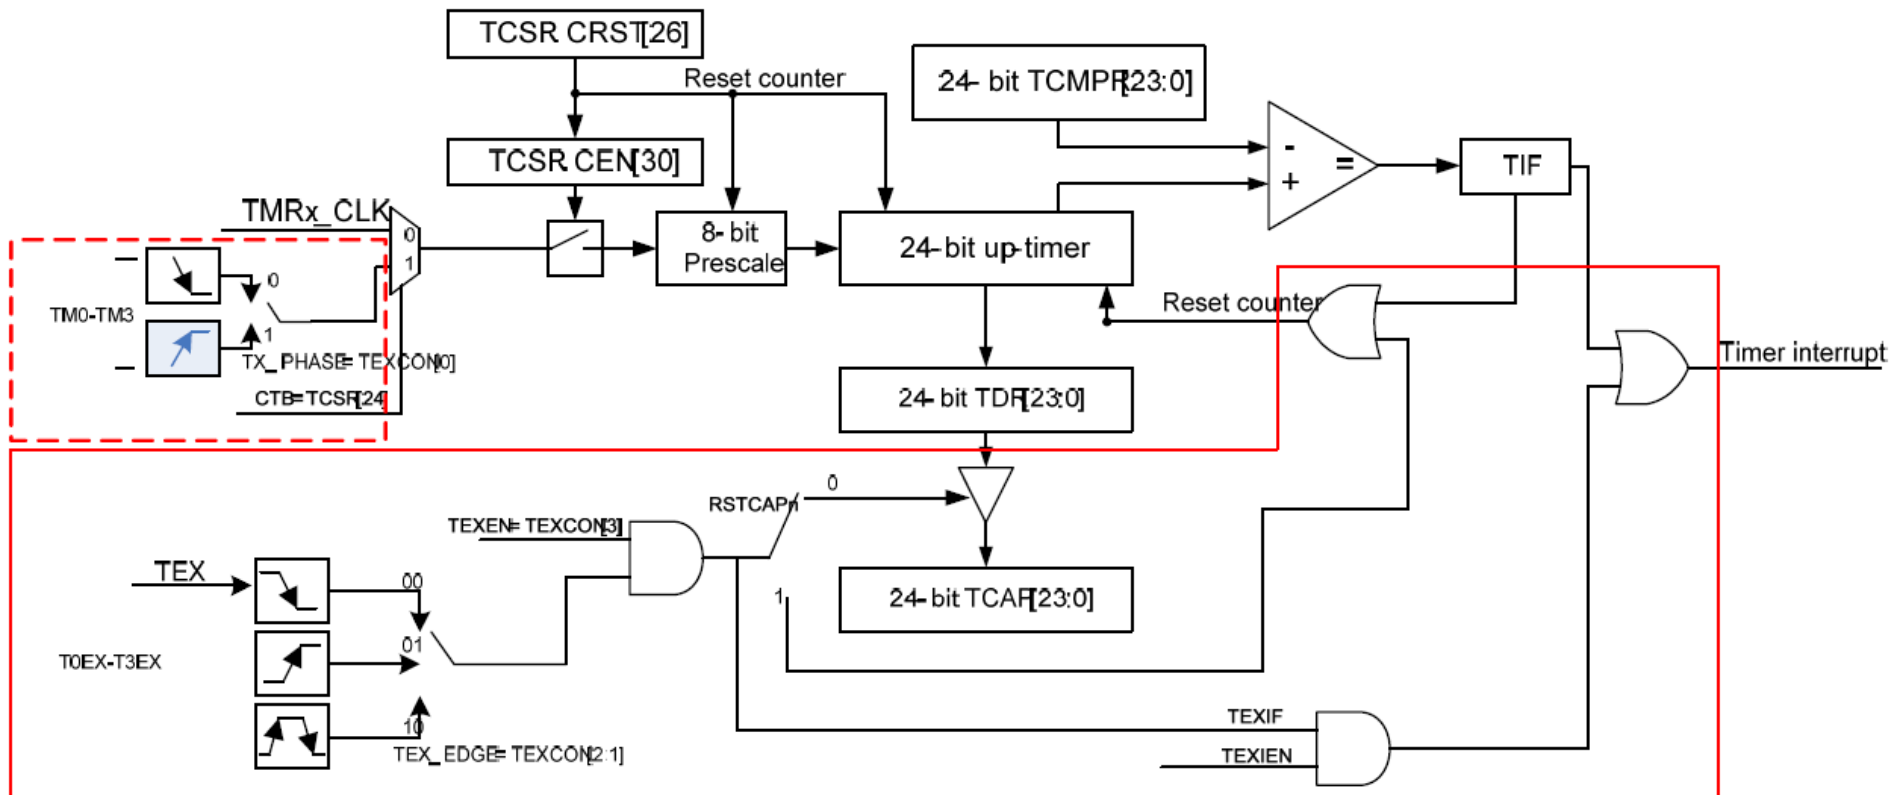 TCSR. CRST[26]
Reset counter
24- bit TCMPR[23:0]
TCSR. CEN[30]
-
=
+
TIF
TMRx_CLK
0
1
8- bit
Prescale
24-bit up-timer
0
TM0-TM3
1
TX_PHASE= TEXCON[0]
CTB=TCSR[24]
Reset counter
Timer interrupt
24- bit TDR[23:0]
0
RSTCAPn
TEXEN= TEXCON[3]
TEX
00
24- bit TCAP[23:0]
1
01
T0EX-T3EX
10
TEX_EDGE= TEXCON[2:1]
TEXIF
TEXIEN